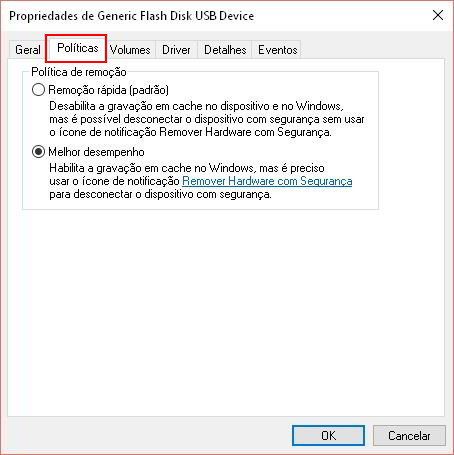 Propriedades de Generic Flash Disk USB Device
Geral Políticas Volumes Driver Detalhes Eventos
Política de remoção
Remoção rápida (padrão)
Desabilita a gravação em cache no dispositivo e no Windows,
mas é possível desconectar o dispositivo com segurança sem usar
o ícone de notificação Remover Hardware com Segurança.
Melhor desempenho
Habilita a gravação em cache no Windows, mas é preciso
usar o ícone de notificação Remover Hardware com Segurança
para desconectar o dispositivo com segurança.
OK Cancelar